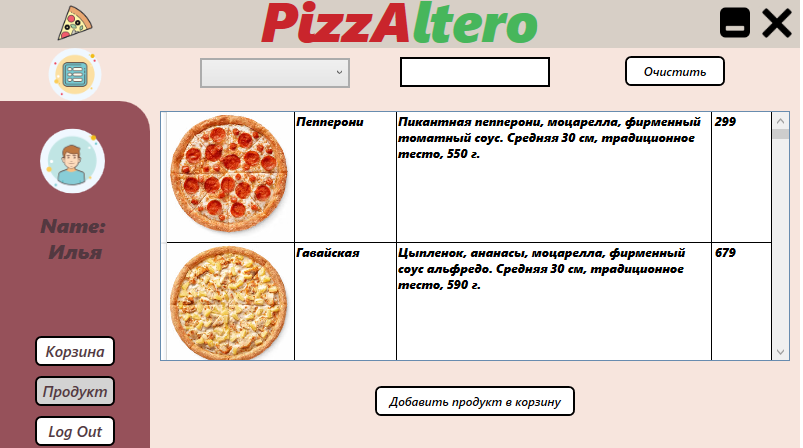 PizzAltero
Очистить
Name:
Илья
Корзина
Продукт
Log Out
Пепперони
Пикантная пепперони, моцарелла, фирменный
томатный соус. Средняя 30 см, традиционное
тесто, 550 г.
299
Гавайская
Цыпленок, ананасы, моцарелла, фирменный
соус альфредо. Средняя 30 см, традиционное
тесто, 590 г.
679
Добавить продукт в корзину